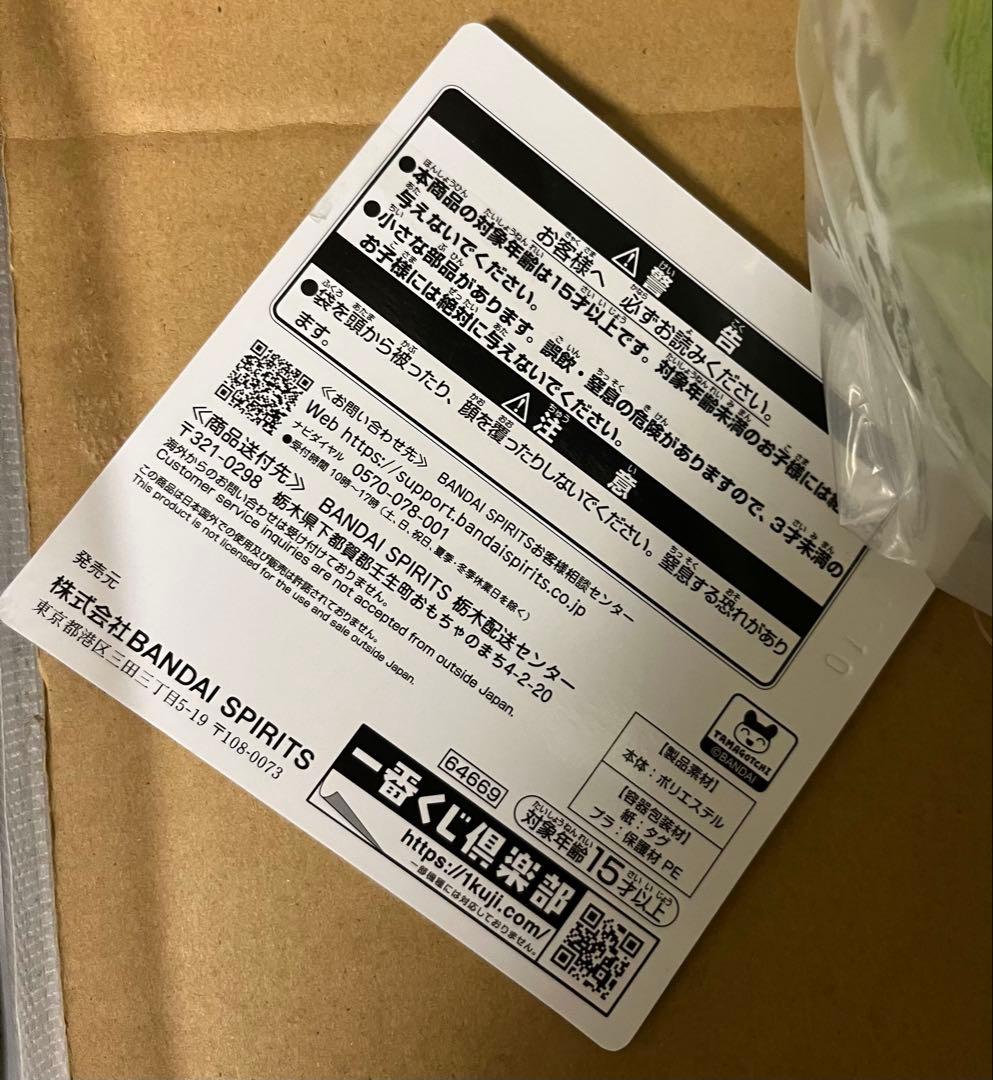 ⚠警告
お客様へ 必ずお読みください。
●本商品の対象年齢は15才以上です。対象年齢未満のお子様には絶
与えないでください。
●小さな部品があります。誤飲・窒息の危険がありますので、3才未満の
お子様には絶対に与えないでください。
⚠注意
●袋を頭から被ったり、顔を覆ったりしないでください。窒息する恐れがあり
ます。
≪お問い合わせ先≫ BANDAI SPIRITSお客様相談センター
Web https://support.bandaispirits.co.jp
ナビダイヤル 0570-078-001
●受付時間 10時〜17時(土、日、祝日、夏季・冬季休業日を除く)
≪商品送付先≫ BANDAI SPIRITS 栃木配送センター
〒321-0298 栃木県下都賀郡壬生町おもちゃのまち4-2-20
海外からのお問い合わせは受け付けておりません。
Customer service inquiries are not accepted from outside Japan.
この商品は日本国外での使用及び販売は許諾されておりません。
This product is not licensed for the use and sale outside Japan.
発売元
株式会社BANDAI SPIRITS
東京都港区三田三丁目5-19 〒108-0073
TAMAGOTCHI
©BANDAI
【製品素材】
本体：ポリエステル
【容器包装材】
紙：タグ
プラ：保護材 PE
64669
対象年齢15才以上
一番くじ倶楽部
https://1kuji.com/
一部機種には対応しておりません。
10